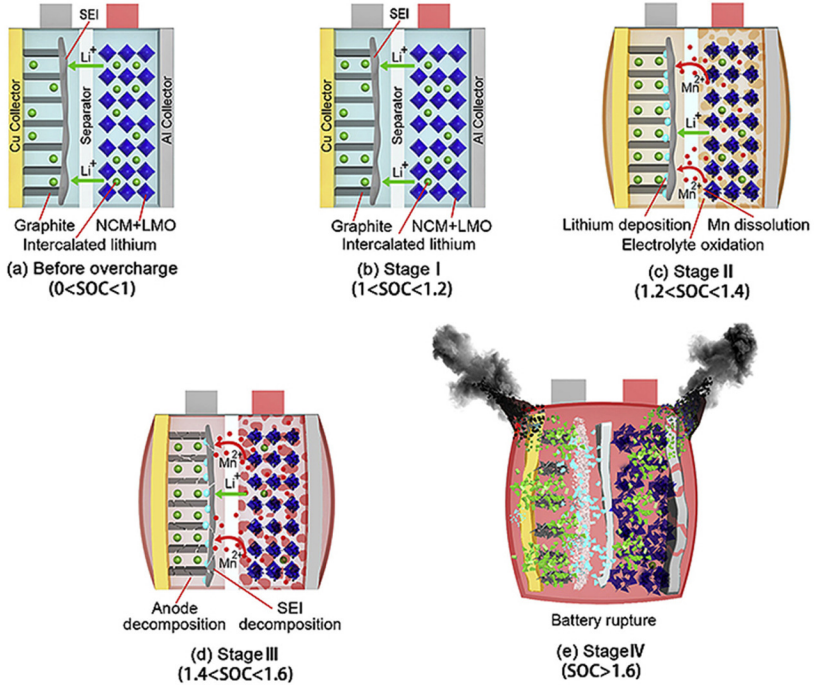 SEI
Li+
Cu Collector
Separator
Al Collector
Li+
Graphite
NCM+LMO
Intercalated lithium
(a) Before overcharge
(0<SOC<1)
SEI
Li+
Cu Collector
Separator
Al Collector
Li+
Graphite
NCM+LMO
Intercalated lithium
(b) Stage I
(1<SOC<1.2)
Mn2+
Li+
Mn2+
Lithium deposition
Mn dissolution
Electrolyte oxidation
(c) Stage II
(1.2<SOC<1.4)
Mn2+
Li+
Mn2+
Anode
decomposition
SEI
decomposition
(d) Stage III
(1.4<SOC<1.6)
Battery rupture
(e) Stage IV
(SOC>1.6)